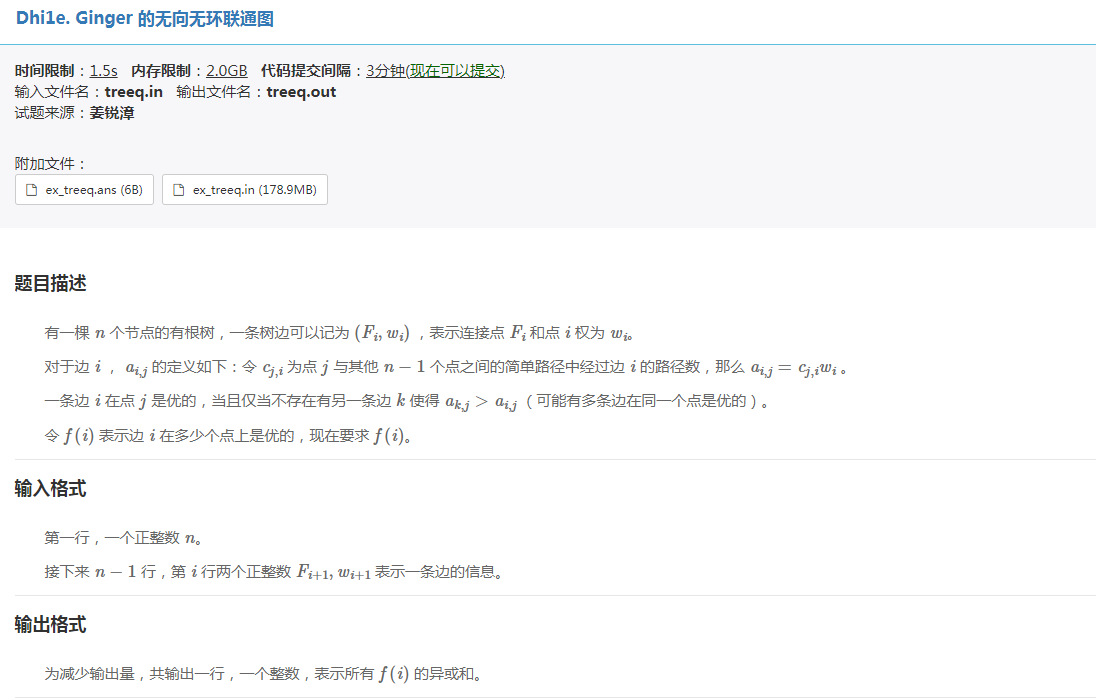 Dhi1e. Ginger 的无向无环联通图
时间限制：1.5s 内存限制：2.0GB 代码提交间隔：3分钟(现在可以提交)
输入文件名：treeq.in 输出文件名：treeq.out
试题来源：姜锐漳
附加文件：
ex_treeq.ans (6B) ex_treeq.in (178.9MB)
题目描述
有一棵 n 个节点的有根树，一条树边可以记为 (F_i, w_i) ，表示连接点 F_i 和点 i 权为 w_i。
对于边 i ， a_{i,j} 的定义如下：令 c_{j,i} 为点 j 与其他 n − 1 个点之间的简单路径中经过边 i 的路径数，那么 a_{i,j} = c_{j,i}w_i 。
一条边 i 在点 j 是优的，当且仅当不存在有另一条边 k 使得 a_{k,j} > a_{i,j} （可能有多条边在同一个点是优的）。
令 f(i) 表示边 i 在多少个点上是优的，现在要求 f(i)。
输入格式
第一行，一个正整数 n。
接下来 n − 1 行，第 i 行两个正整数 F_{i+1}, w_{i+1} 表示一条边的信息。
输出格式
为减少输出量，共输出一行，一个整数，表示所有 f(i) 的异或和。